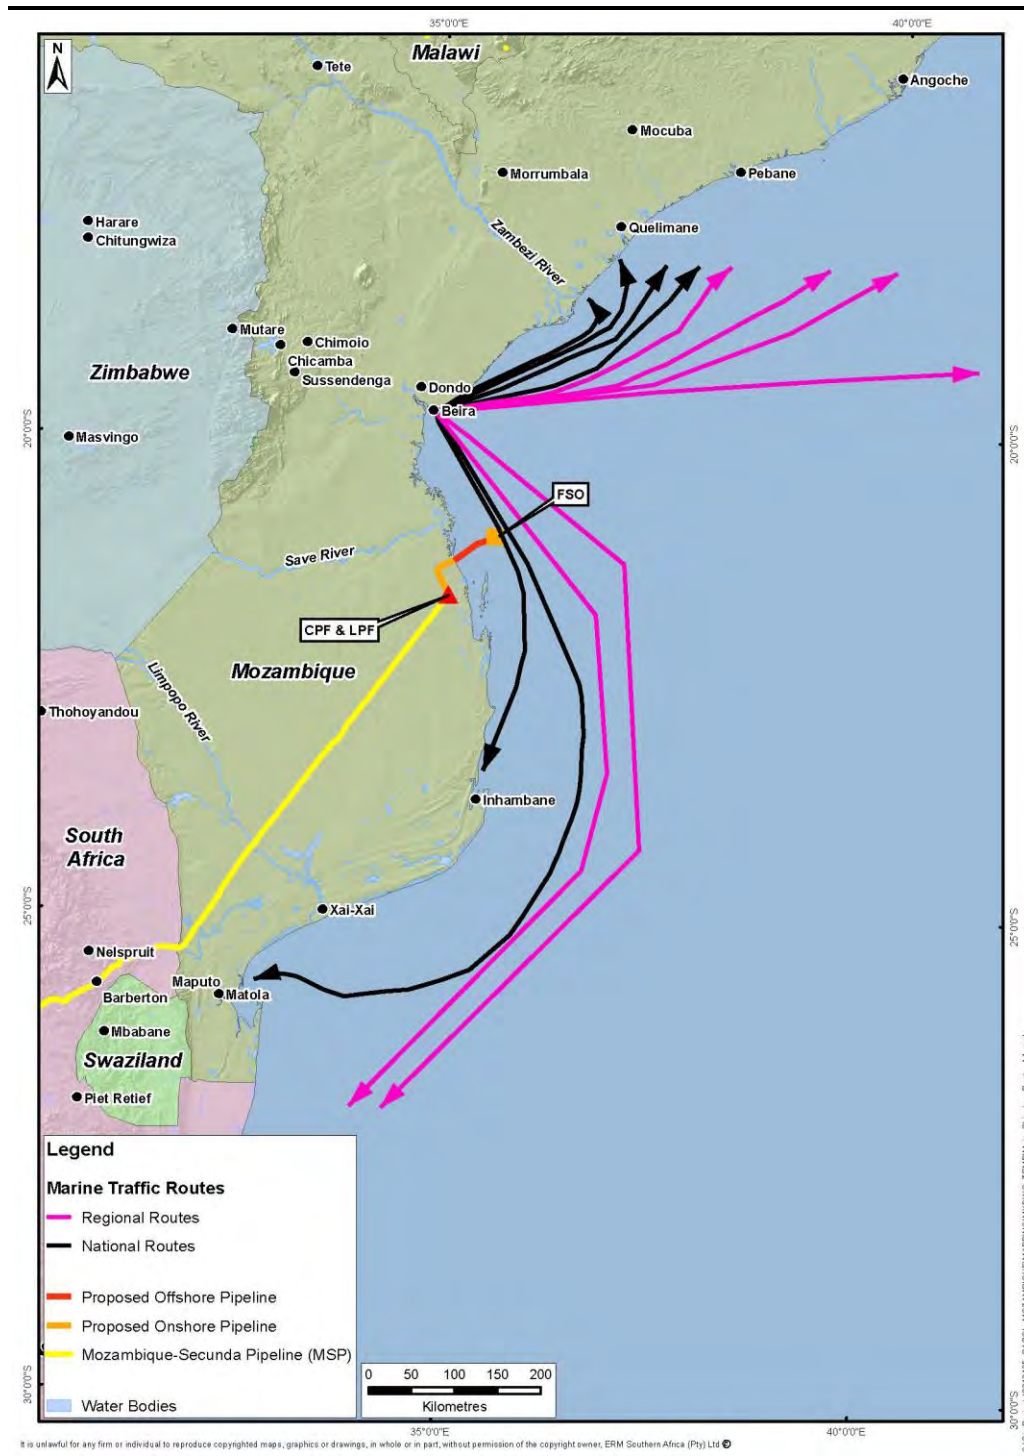 35°0'0"E
40°0'0"E
N
Malawi
Tete
Angoche
Mocuba
Morrumbala
Pebane
Harare
Chitungwiza
Quelimane
Zambezi River
Mutare
Chimoio
Chicamba
Sussendenga
Zimbabwe
Dondo
Beira
20°0'0"S
20°0'0"S
Masvingo
FSO
Save River
CPF & LPF
Mozambique
Limpopo River
Thohoyandou
Inhambane
South
Africa
Xai-Xai
25°0'0"S
25°0'0"S
Nelspruit
Maputo
Matola
Barberton
Mbabane
Swaziland
Piet Retief
Legend
Marine Traffic Routes
Regional Routes
National Routes
Proposed Offshore Pipeline
Proposed Onshore Pipeline
Mozambique-Secunda Pipeline (MSP)
Water Bodies
0 50 100 150 200
Kilometres
30°0'0"S
30°0'0"S
35°0'0"E
40°0'0"E
It is unlawful for any firm or individual to reproduce copyrighted maps, graphics or drawings, in whole or in part, without permission of the copyright owner, ERM Southern Africa (Pty) Ltd ©